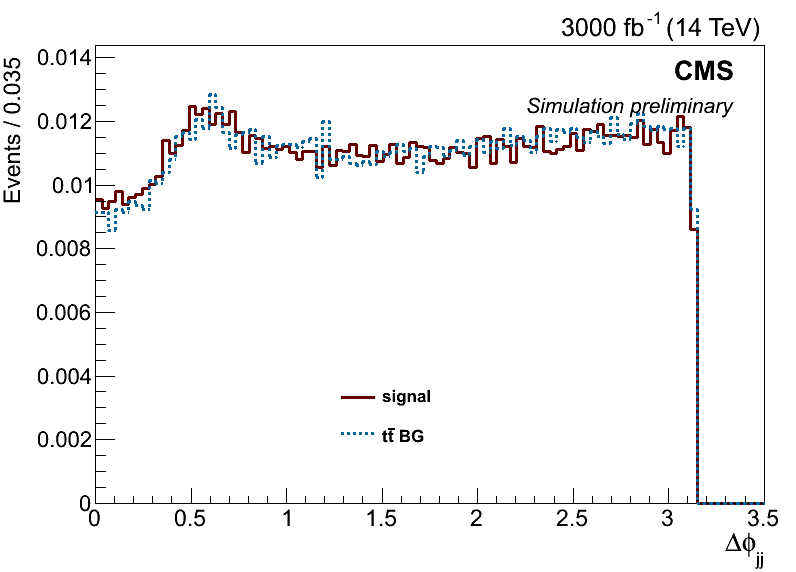 3000 fb⁻¹ (14 TeV)
CMS
Simulation preliminary
Events / 0.035
0.014
0.012
0.01
0.008
0.006
0.004
0.002
0
signal
tt̄ BG
0 0.5 1 1.5 2 2.5 3 3.5
Δϕjj